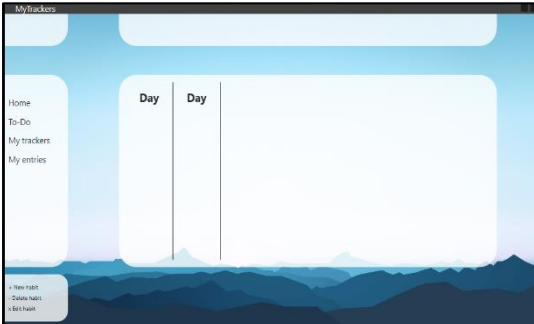 MyTrackers
Home
To-Do
My trackers
My entries
Day Day
+ New habit
- Delete habit
x Edit habit